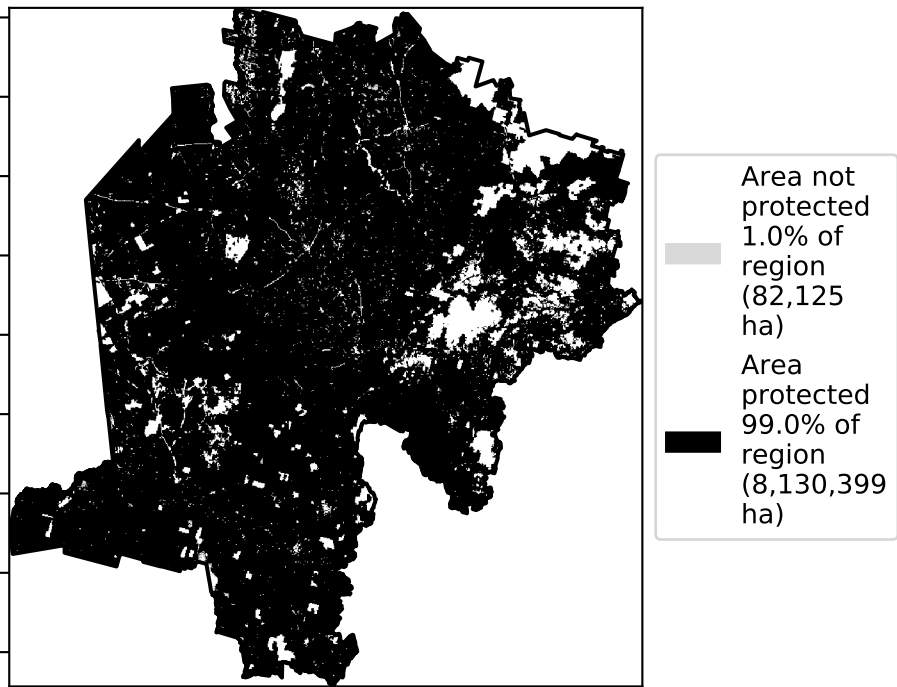 Area not
protected
1.0% of
region
(82,125
ha)
Area
protected
99.0% of
region
(8,130,399
ha)